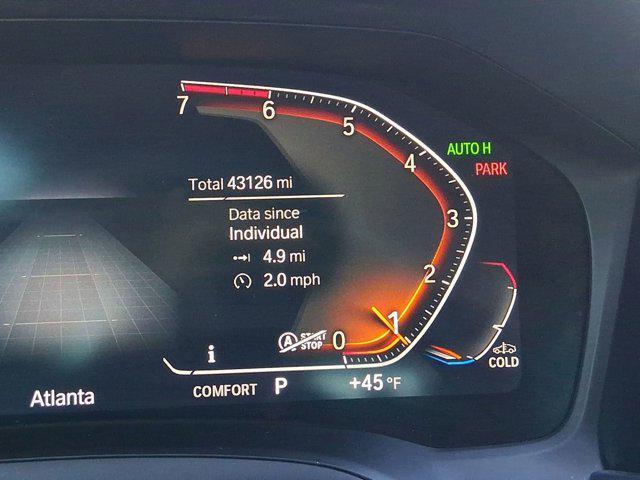 7
6
5
4
3
2
1
0
AUTO H
PARK
Total 43126 mi
Data since
Individual
4.9 mi
2.0 mph
A START STOP
i
COLD
COMFORT P +45 °F
Atlanta